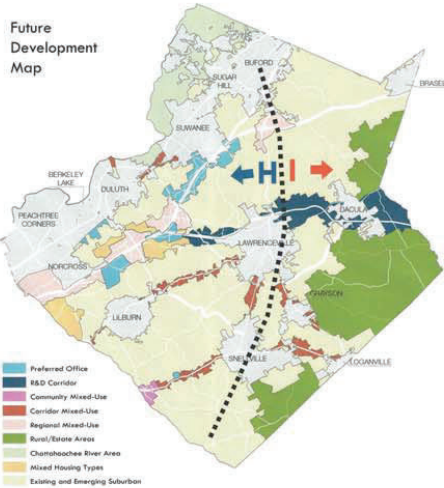 Future
Development
Map
BUFORD
SUGAR
HILL
BRASEL
SUWANEE
BERKELEY
LAKE
DULUTH
H I
PEACHTREE
CORNERS
DACULA
LAWRENCEVILLE
NORCROSS
GRAYSON
LILBURN
SNELLVILLE
LOGANVILLE
Preferred Office
R&D Corridor
Community Mixed-Use
Corridor Mixed-Use
Regional Mixed-Use
Rural/Estate Areas
Chattahoochee River Area
Mixed Housing Types
Existing and Emerging Suburban